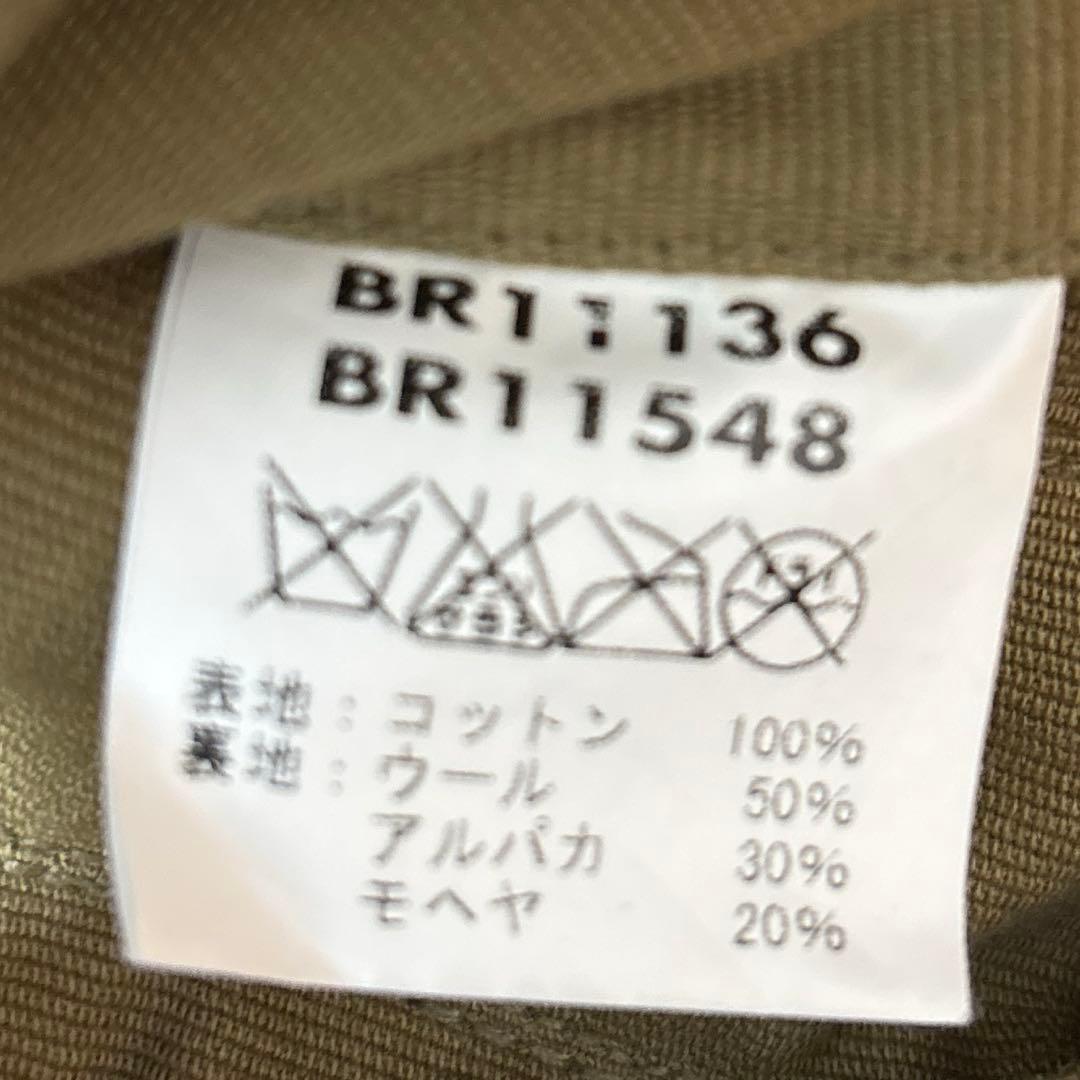 BR11136
BR11548
表地：コットン 100%
裏地：ウール 50%
アルパカ 30%
モヘヤ 20%